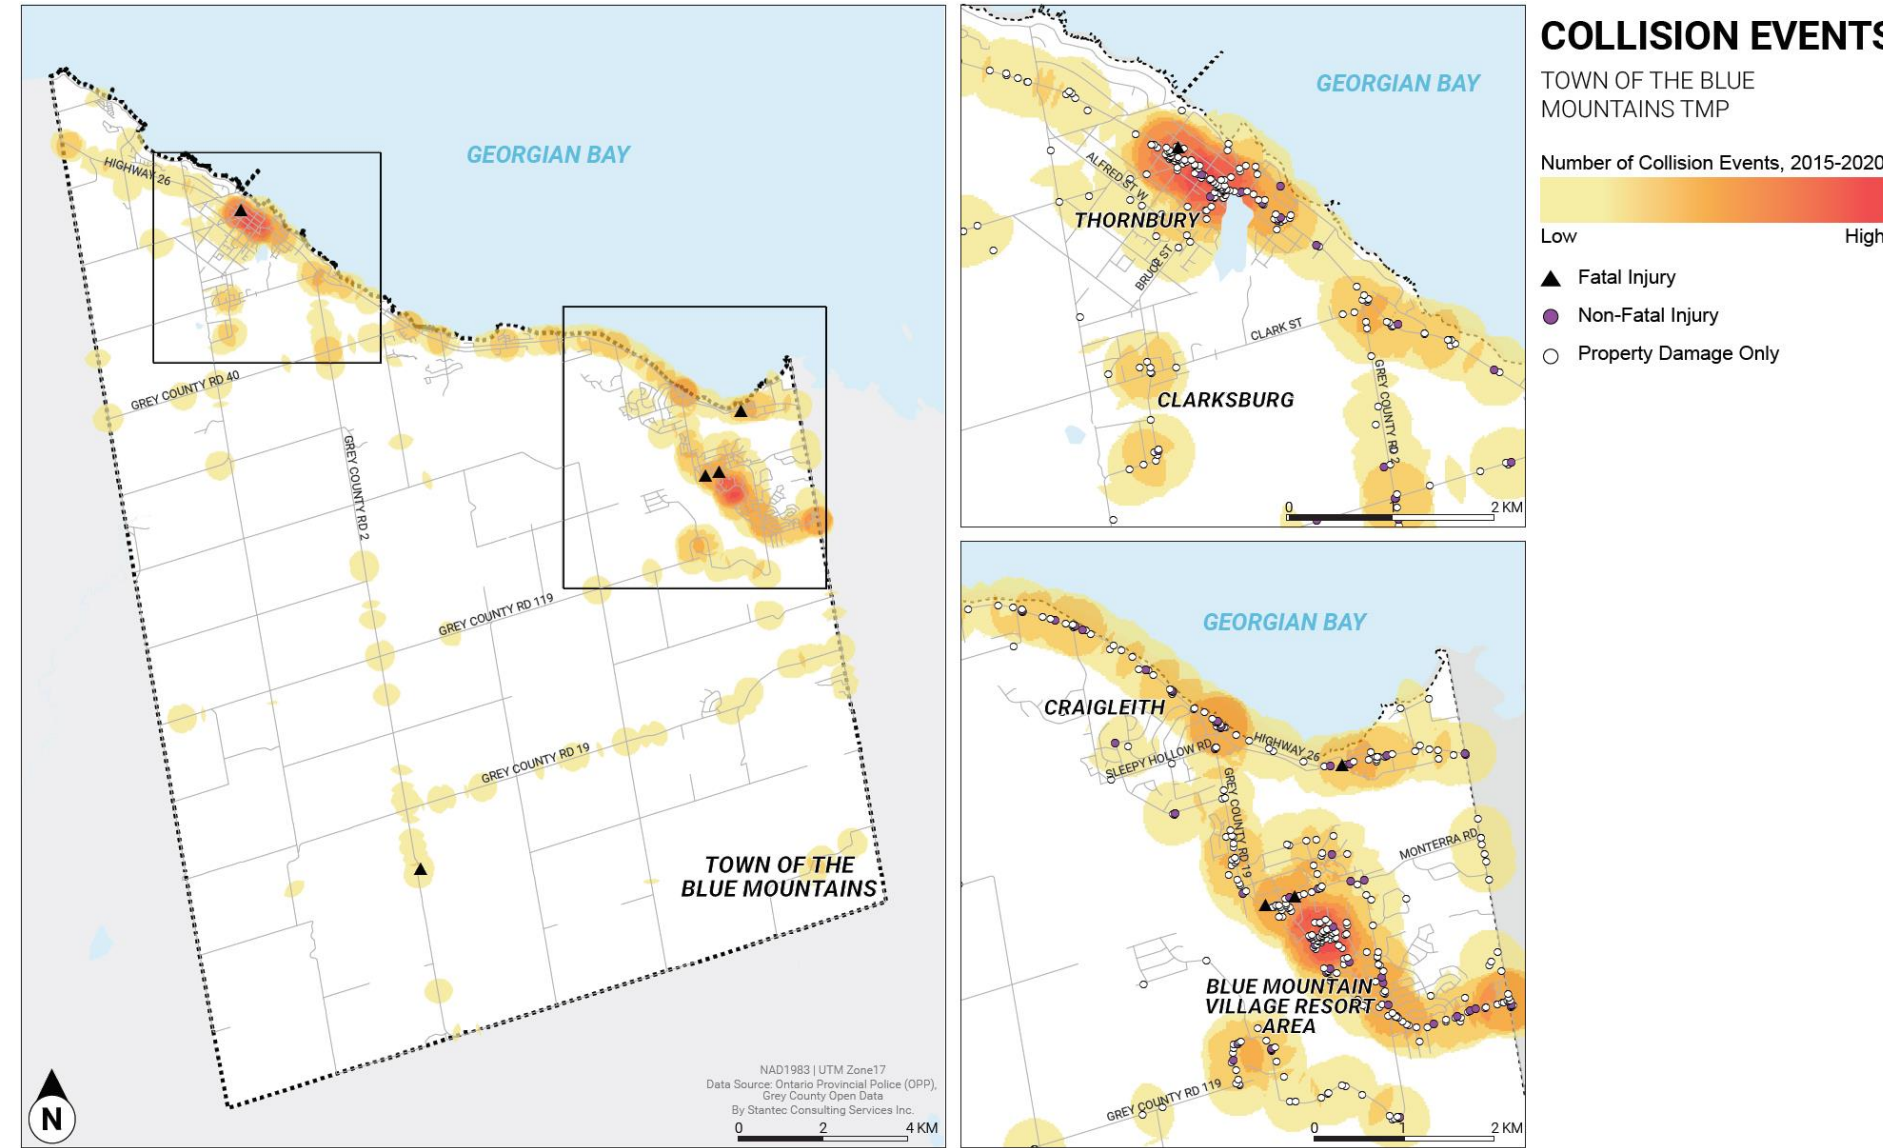 GEORGIAN BAY
HIGHWAY 26
GREY COUNTY RD 40
GREY COUNTY RD 2
GREY COUNTY RD 119
GREY COUNTY RD 19
TOWN OF THE
BLUE MOUNTAINS
N
NAD1983 | UTM Zone17
Data Source: Ontario Provincial Police (OPP),
Grey County Open Data
By Stantec Consulting Services Inc.
0 2 4 KM
GEORGIAN BAY
ALFRED ST W
THORNBURY
BRUCE ST
CLARK ST
CLARKSBURG
GREY COUNTY RD 2
0 1 2 KM
GEORGIAN BAY
CRAIGLEITH
SLEEPY HOLLOW RD
HIGHWAY 26
GREY COUNTY RD 19
MONTERRA RD
BLUE MOUNTAIN
VILLAGE RESORT
AREA
GREY COUNTY RD 119
0 1 2 KM
COLLISION EVENTS
TOWN OF THE BLUE
MOUNTAINS TMP
Number of Collision Events, 2015-2020
Low High
Fatal Injury
Non-Fatal Injury
Property Damage Only